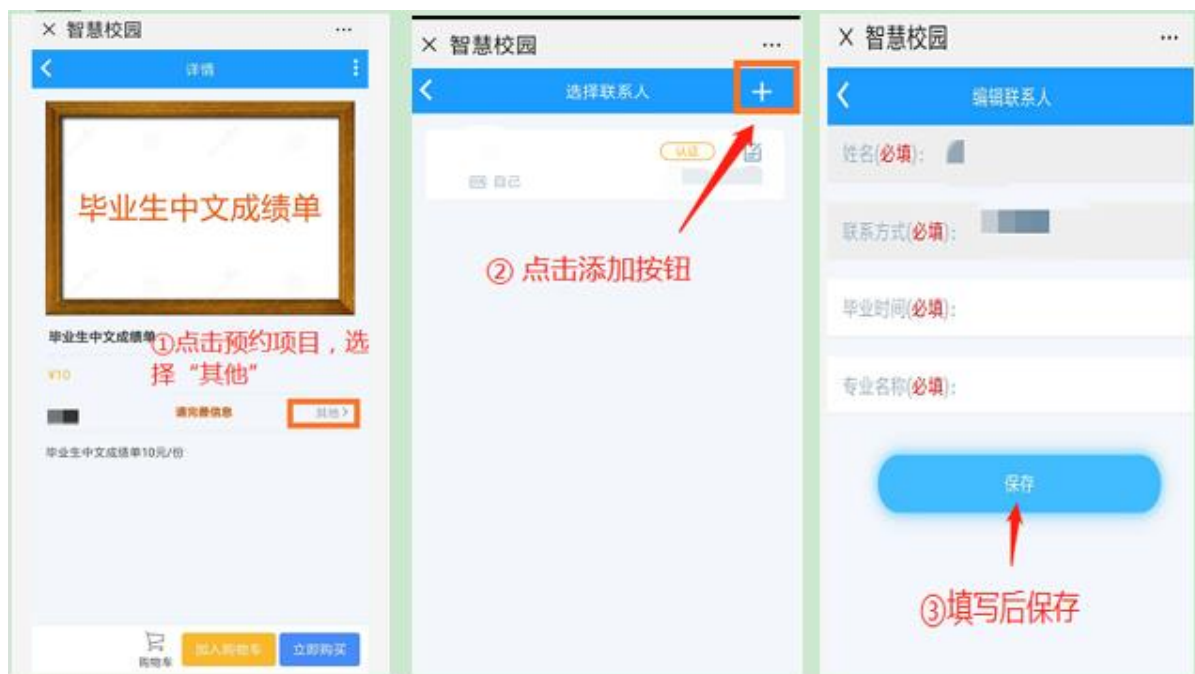 × 智慧校园 ···
详情
毕业生中文成绩单
毕业生中文成绩单
①点击预约项目，选
择“其他”
¥10
请完善信息
其他>
毕业生中文成绩单10元/份
购物车
加入购物车
立即购买
× 智慧校园 ···
选择联系人
认证
自己
② 点击添加按钮
× 智慧校园 ···
编辑联系人
姓名(必填):
联系方式(必填):
毕业时间(必填):
专业名称(必填):
保存
③填写后保存